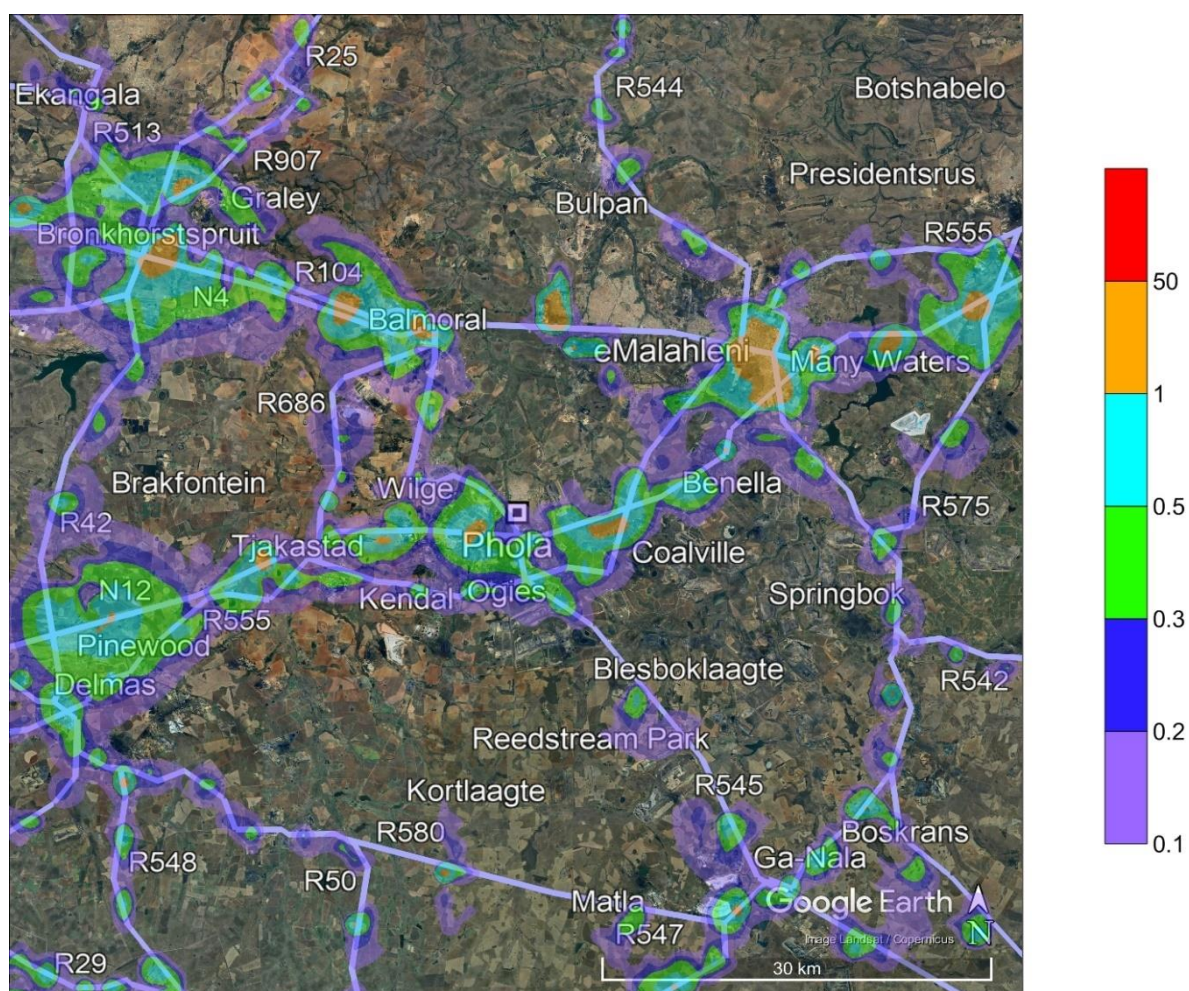 R25
R544
Botshabelo
Ekangala
R513
R907
Presidentsrus
Graley
Bulpan
Bronkhorstspruit
R555
R104
N4
Balmoral
eMalahleni
Many Waters
R686
Brakfontein
Wilge
Benella
R575
R42
Phola
Tjakastad
Coalville
N12
Kendal
Ogies
Springbok
R555
Pinewood
Blesboklaagte
R542
Delmas
Reedstream Park
Kortlaagte
R545
R580
Boskrans
R548
Ga-Nala
R50
Matla
Google Earth
R547
Image Landsat / Copernicus
N
R29
30 km
50
1
0.5
0.3
0.2
0.1